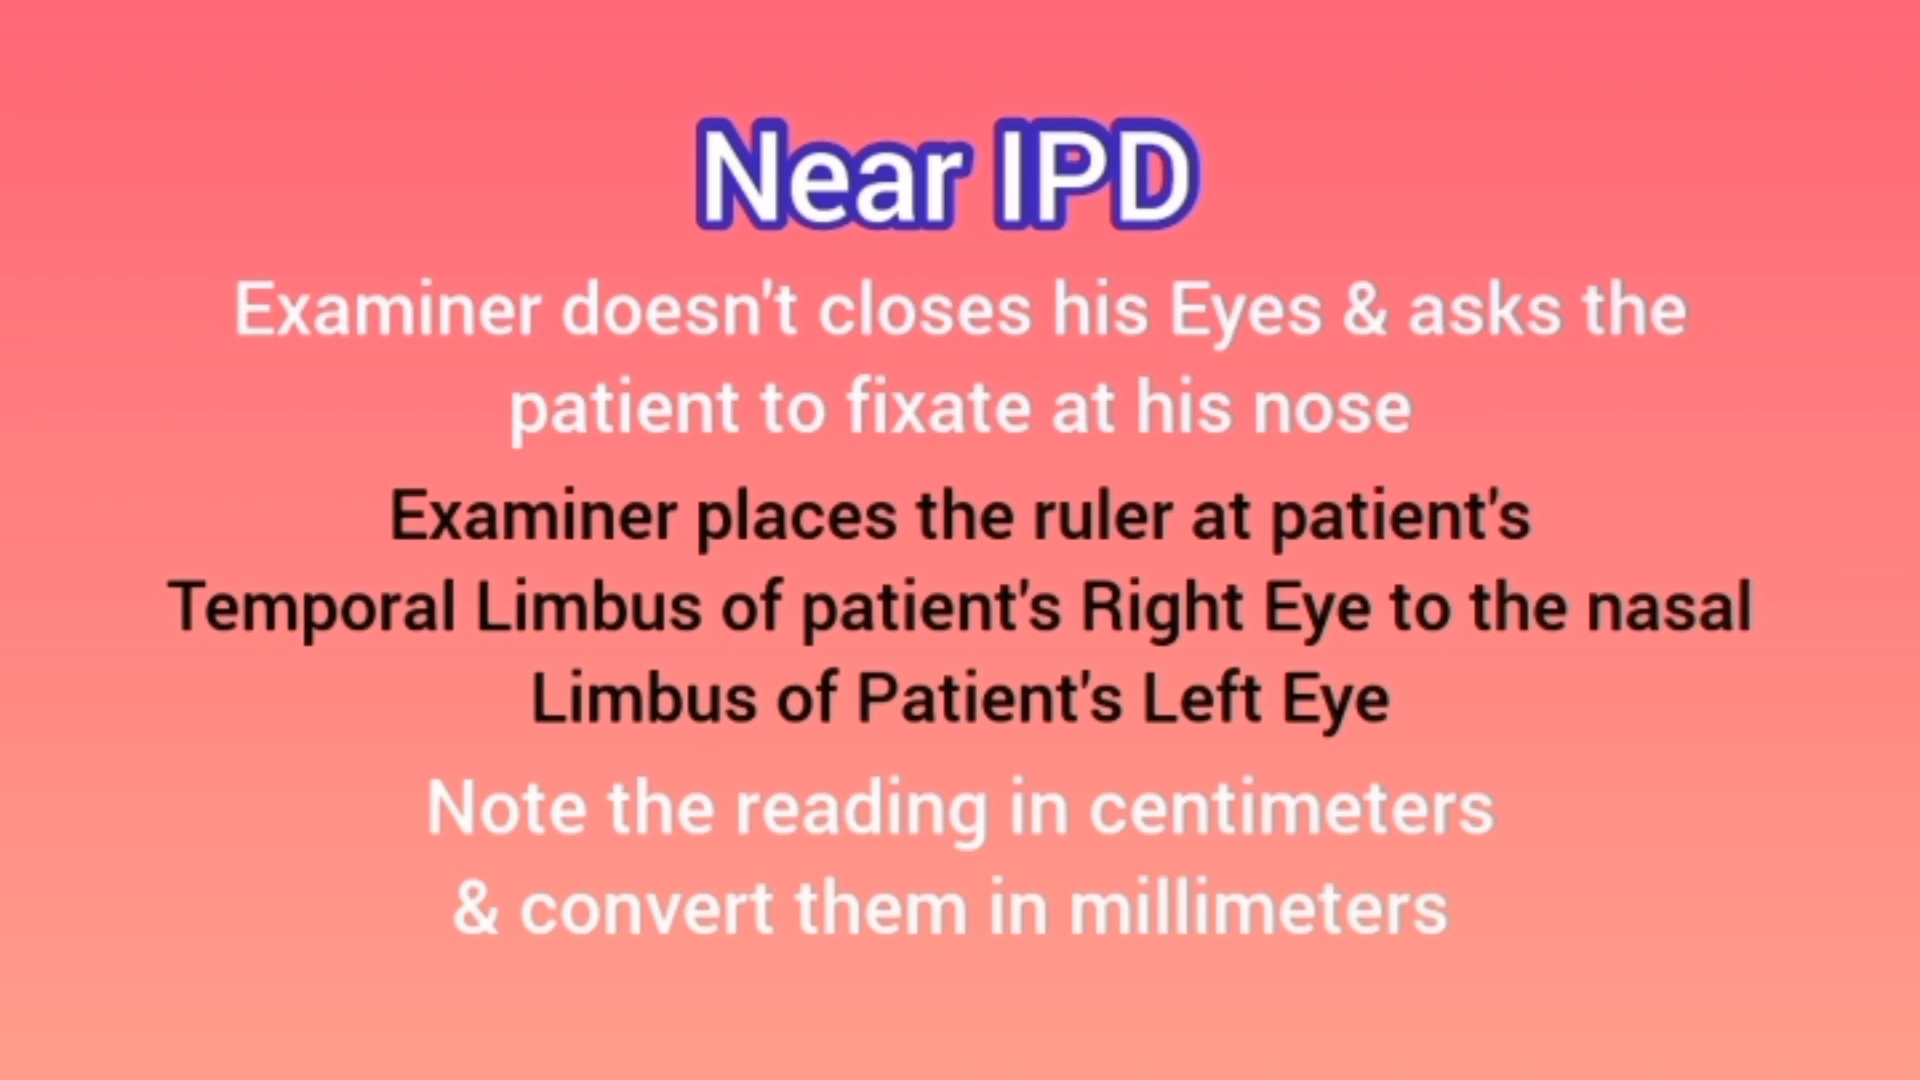 Near IPD
Examiner doesn't closes his Eyes & asks the
patient to fixate at his nose
Examiner places the ruler at patient's
Temporal Limbus of patient's Right Eye to the nasal
Limbus of Patient's Left Eye
Note the reading in centimeters
& convert them in millimeters